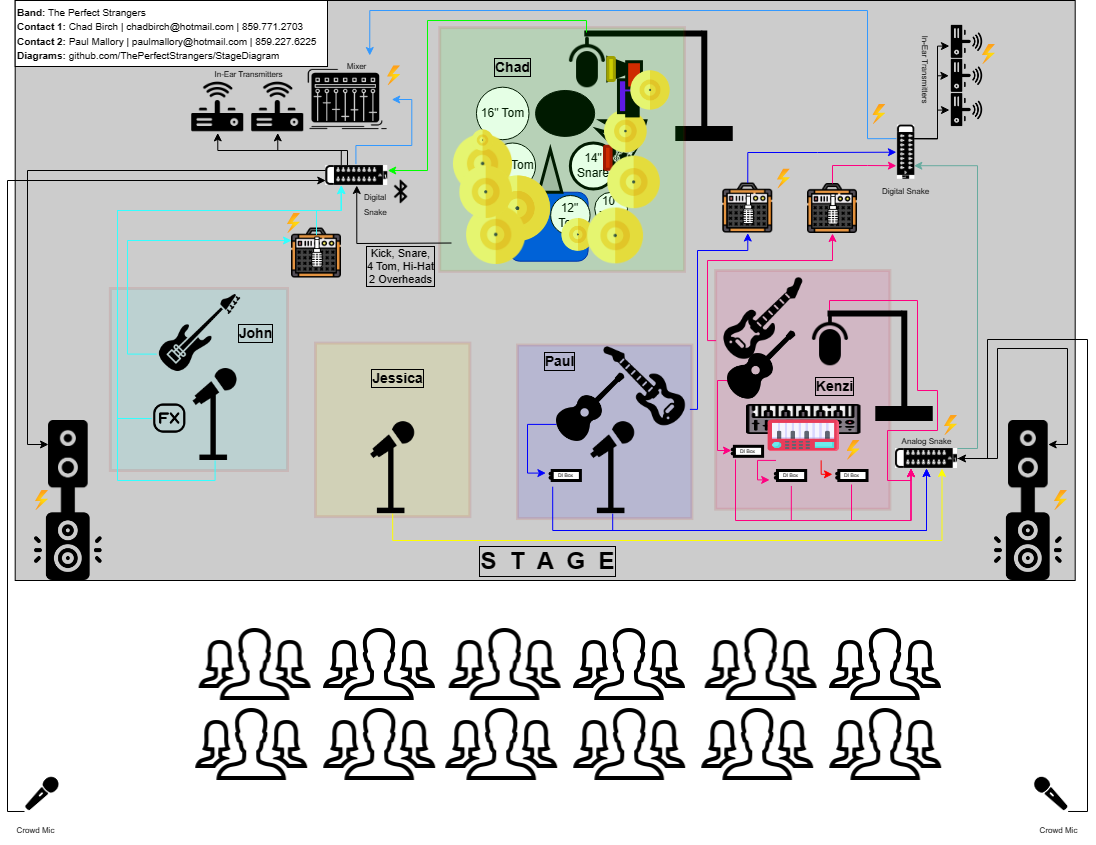 Band: The Perfect Strangers
Contact 1: Chad Birch | chadbirch@hotmail.com | 859.771.2703
Contact 2: Paul Mallory | paulmallory@hotmail.com | 859.227.6225
Diagrams: github.com/ThePerfectStrangers/StageDiagram
In-Ear Transmitters
Mixer
Chad
In-Ear Transmitters
16" Tom
Tom
14"
Snare
12"
10
Digital
Snake
Digital Snake
Kick, Snare,
4 Tom, Hi-Hat
2 Overheads
John
FX
Jessica
Paul
Kenzi
DI Box
DI Box
DI Box
DI Box
Analog Snake
S T A G E
Crowd Mic
Crowd Mic